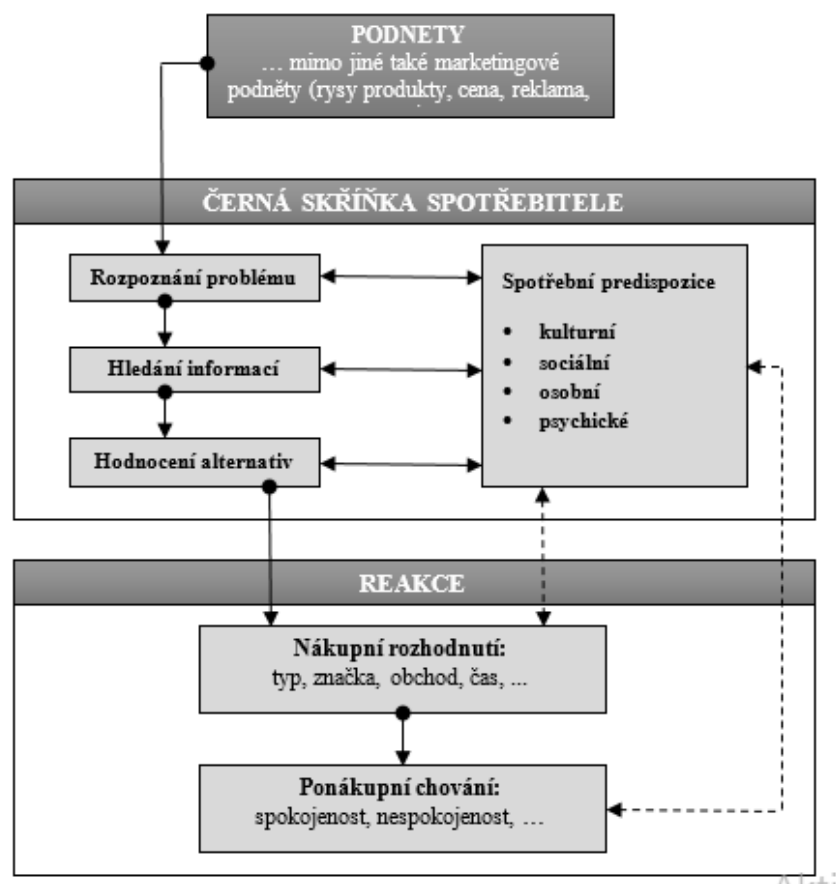 PODNETY
… mimo jiné také marketingové
podněty (rysy produkty, cena, reklama,
ČERNÁ SKŘÍŇKA SPOTŘEBITELE
Rozpoznání problému
Hledání informací
Hodnocení alternativ
Spotřební predispozice
• kulturní
• sociální
• osobní
• psychické
REAKCE
Nákupní rozhodnutí:
typ, značka, obchod, čas, ...
Ponákupní chování:
spokojenost, nespokojenost, …